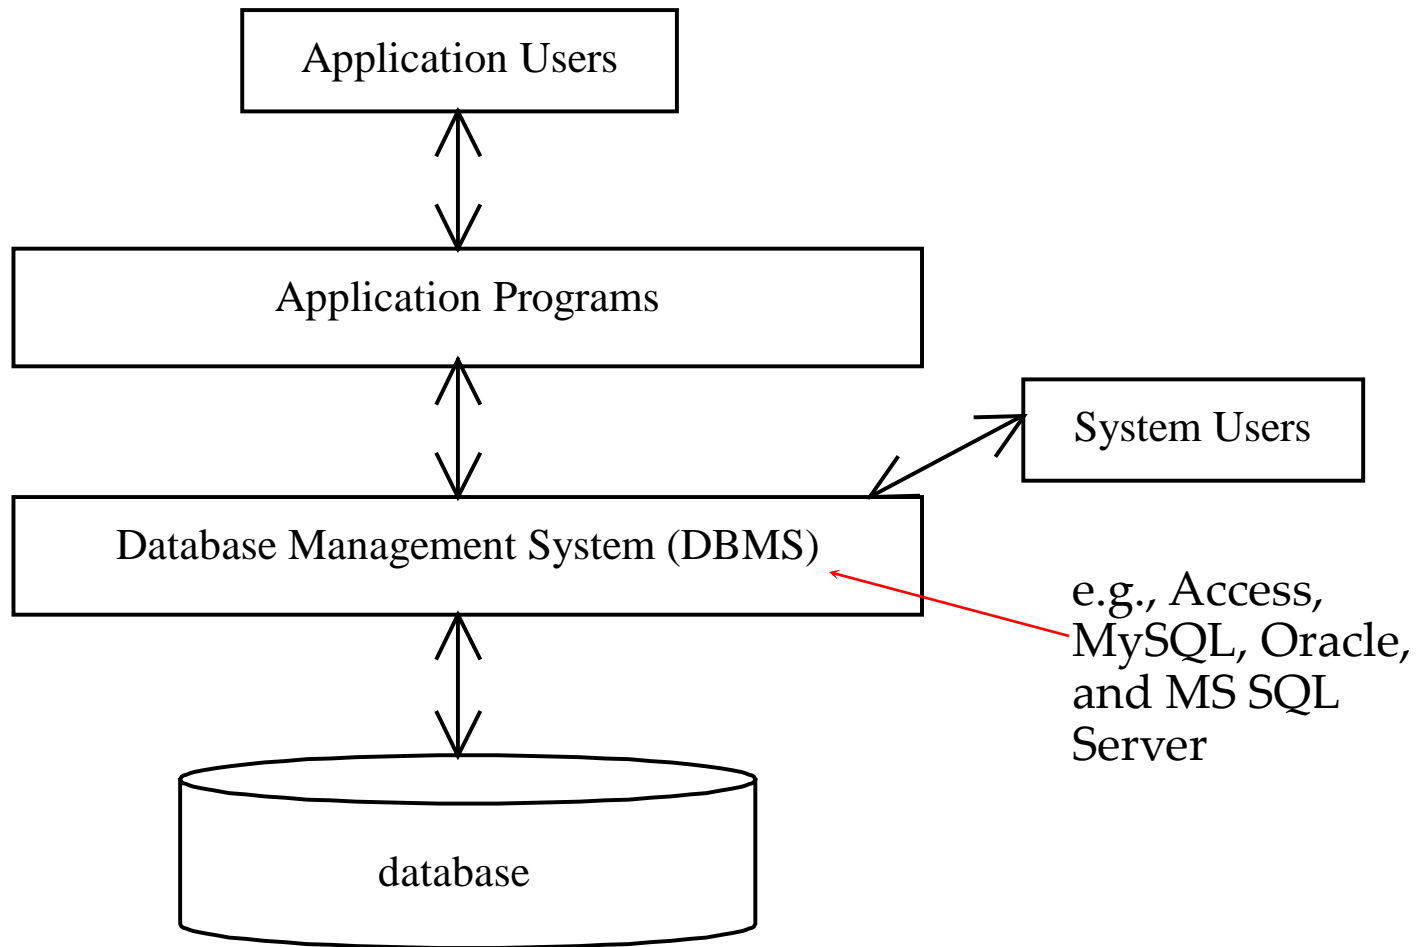 Application Users
Application Programs
System Users
Database Management System (DBMS)
e.g., Access,
MySQL, Oracle,
and MS SQL
Server
database